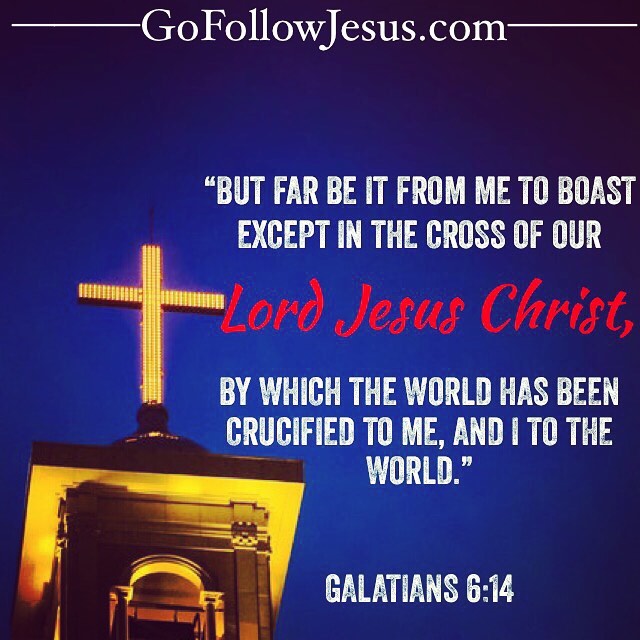 GoFollowJesus.com
“BUT FAR BE IT FROM ME TO BOAST
EXCEPT IN THE CROSS OF OUR
Lord Jesus Christ,
BY WHICH THE WORLD HAS BEEN
CRUCIFIED TO ME, AND I TO THE
WORLD.”
GALATIANS 6:14